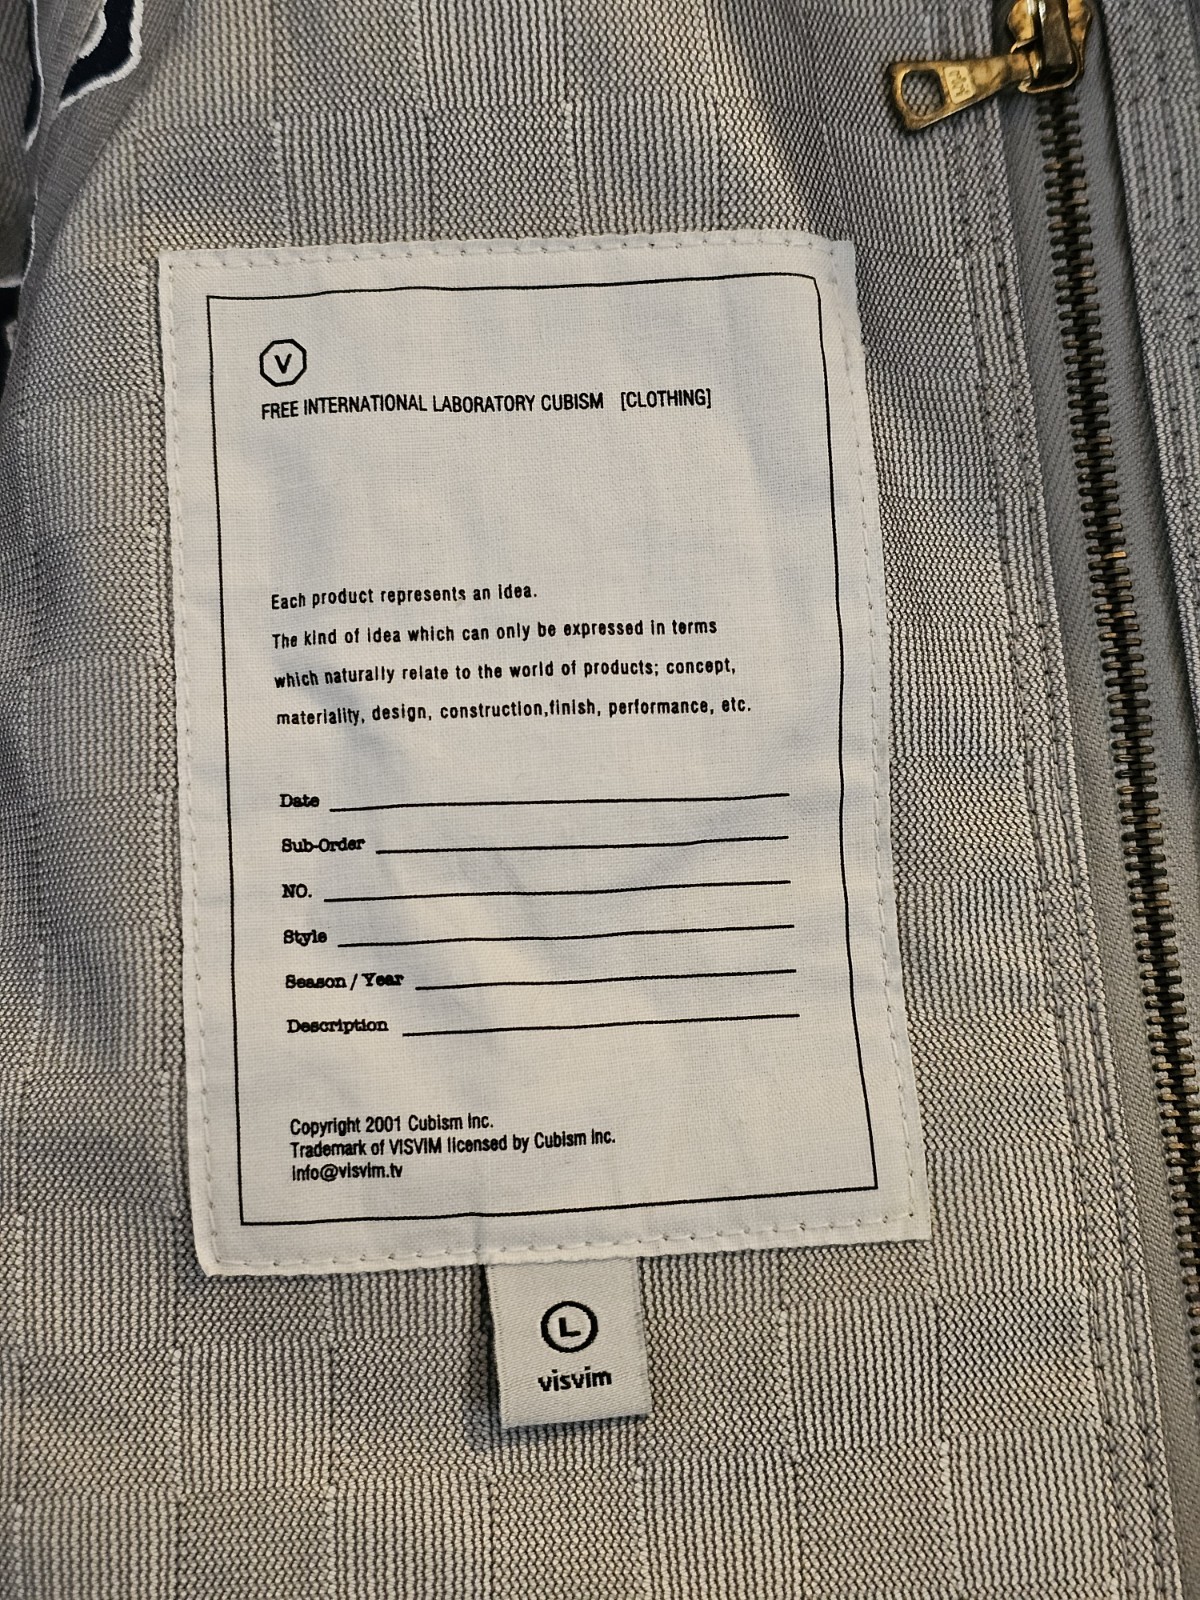 V
FREE INTERNATIONAL LABORATORY CUBISM [CLOTHING]
Each product represents an idea.
The kind of idea which can only be expressed in terms
which naturally relate to the world of products; concept,
materiality, design, construction,finish, performance, etc.
Date
Sub-Order
NO.
Style
Season / Year
Description
Copyright 2001 Cubism Inc.
Trademark of VISVIM licensed by Cubism Inc.
info@visvim.tv
L
visvim